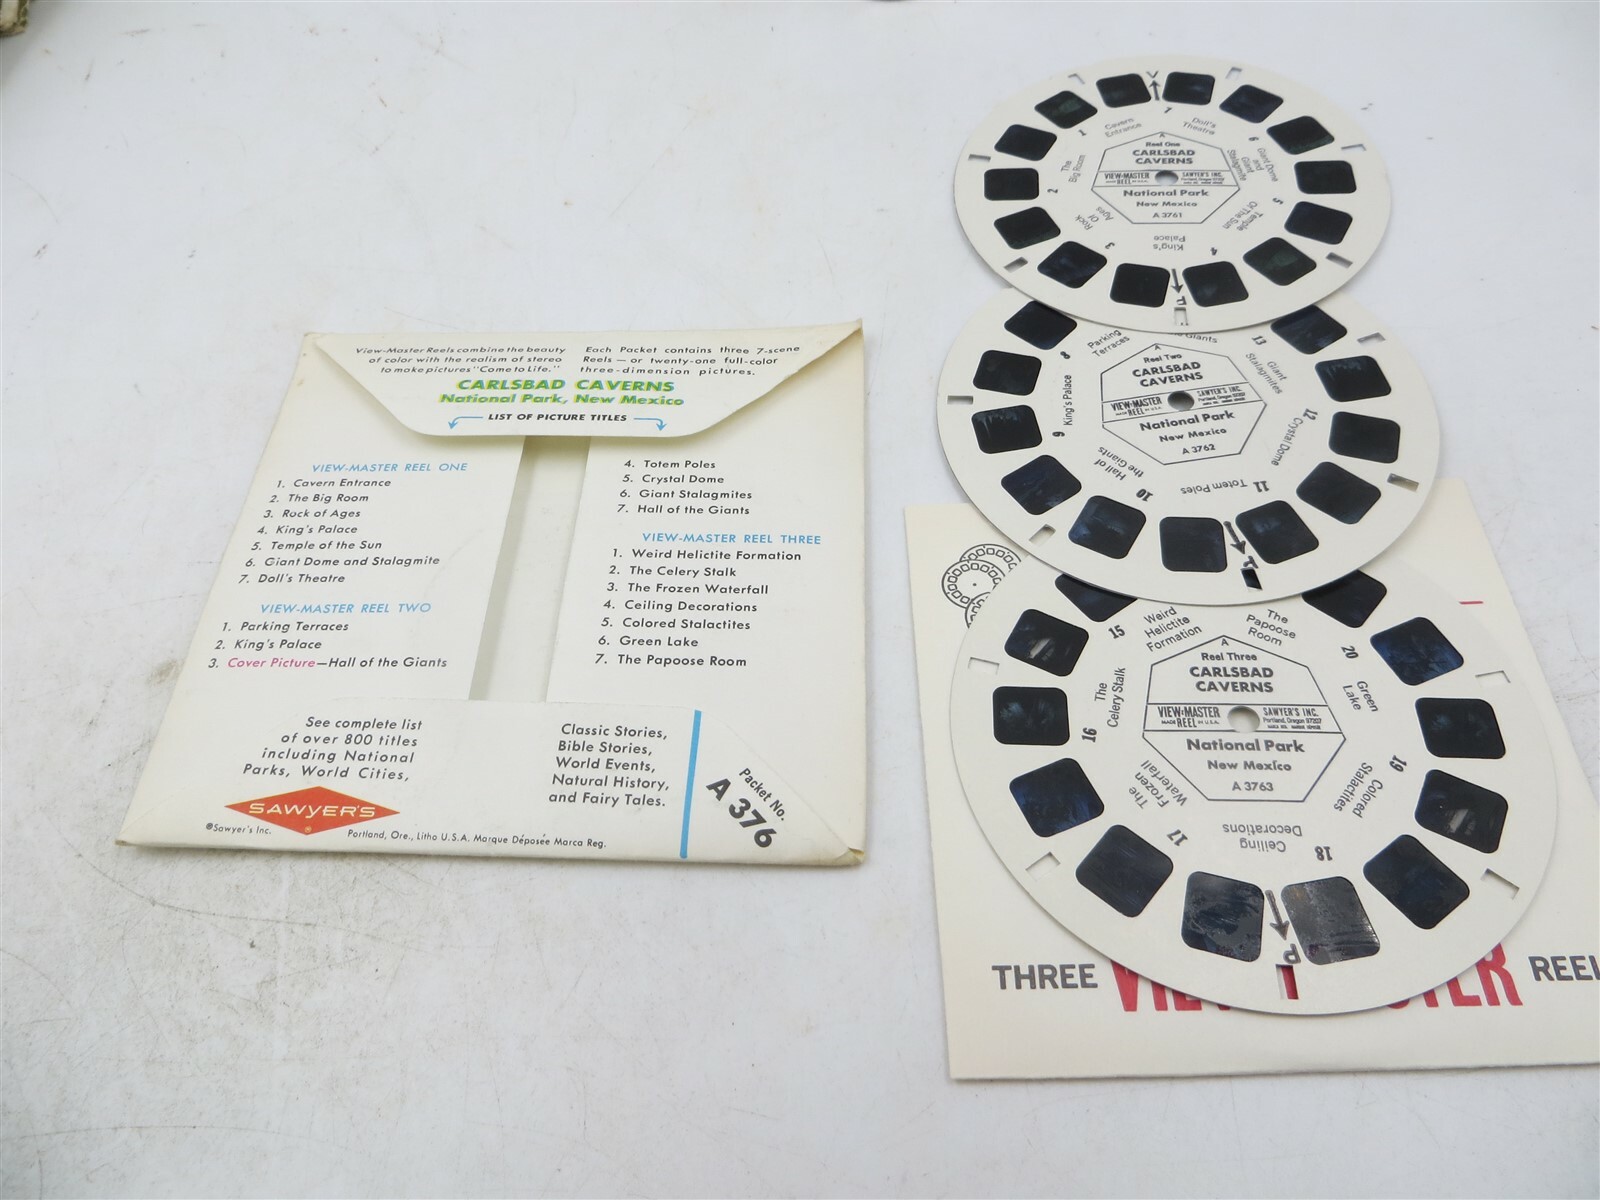 View-Master Reels combine the beauty
of color with the realism of stereo
to make pictures "Come to Life."
Each Packet contains three 7-scene
Reels — or twenty-one full-color
three-dimension pictures.
CARLSBAD CAVERNS
National Park, New Mexico
LIST OF PICTURE TITLES
VIEW-MASTER REEL ONE
1. Cavern Entrance
2. The Big Room
3. Rock of Ages
4. King's Palace
5. Temple of the Sun
6. Giant Dome and Stalagmite
7. Doll's Theatre
VIEW-MASTER REEL TWO
1. Parking Terraces
2. King's Palace
3. Cover Picture—Hall of the Giants
4. Totem Poles
5. Crystal Dome
6. Giant Stalagmites
7. Hall of the Giants
VIEW-MASTER REEL THREE
1. Weird Helictite Formation
2. The Celery Stalk
3. The Frozen Waterfall
4. Ceiling Decorations
5. Colored Stalactites
6. Green Lake
7. The Papoose Room
See complete list
of over 800 titles
including National
Parks, World Cities,
Classic Stories,
Bible Stories,
World Events,
Natural History,
and Fairy Tales.
SAWYER'S
®
©Sawyer's Inc.
Portland, Ore., Litho U.S.A. Marque Déposée Marca Reg.
Packet No.
A 376
A
Reel One
CARLSBAD
CAVERNS
VIEW-MASTER
REEL
SAWYER'S INC.
National Park
New Mexico
A 3761
1
Cavern
Entrance
2
The
Big Room
3
Rock
Of
Ages
4
King's
Palace
5
Temple
Of The Sun
6
Giant Dome
and
Giant
Stalagmite
7
Doll's
Theatre
A
Reel Two
CARLSBAD
CAVERNS
VIEW-MASTER
REEL
SAWYER'S INC.
National Park
New Mexico
A 3762
8
Parking
Terraces
9
King's Palace
10
Hall of
the Giants
11
Totem Poles
12
Crystal Dome
13
Giant
Stalagmites
Giants
A
Reel Three
CARLSBAD
CAVERNS
VIEW-MASTER
MADE REEL IN U.S.A.
SAWYER'S INC.
Portland, Oregon 97207
National Park
New Mexico
A 3763
15
Weird
Helictite
Formation
16
The
Celery Stalk
17
The
Frozen
Waterfall
18
Ceiling
Decorations
19
Colored
Stalactites
20
Green
Lake
The
Papoose
Room
THREE
REEL